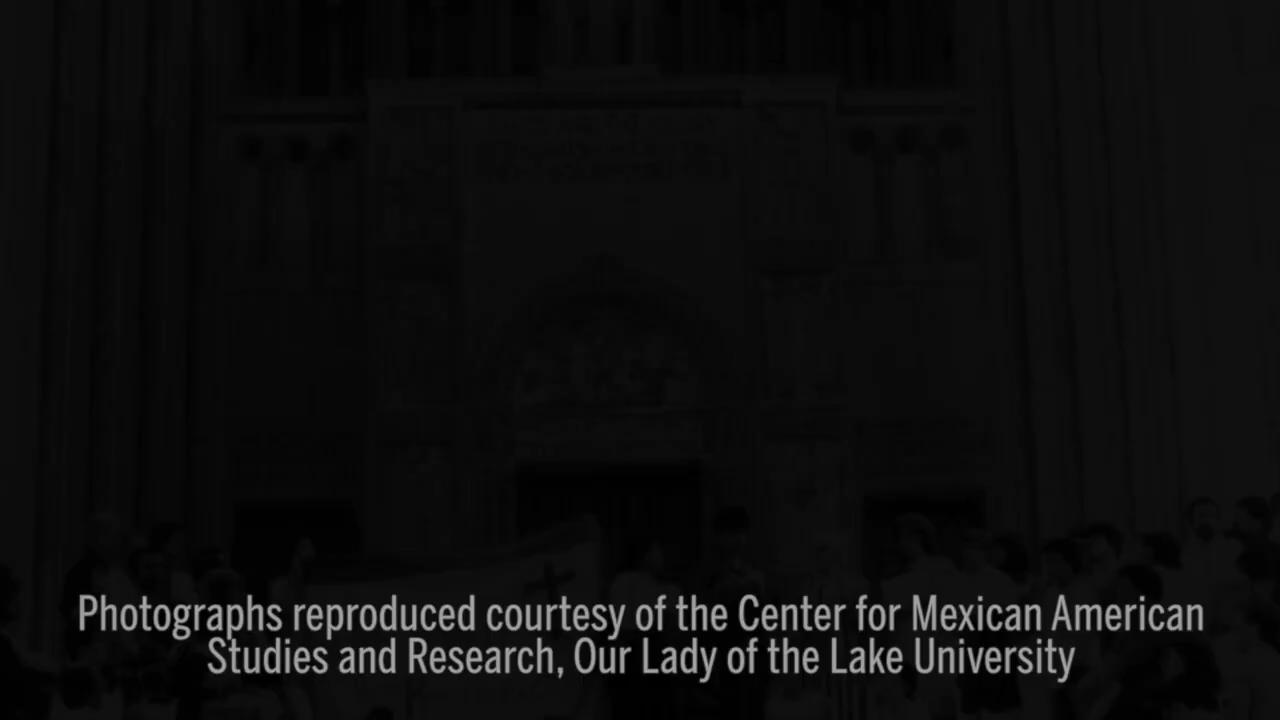 Photographs reproduced courtesy of the Center for Mexican American
Studies and Research, Our Lady of the Lake University